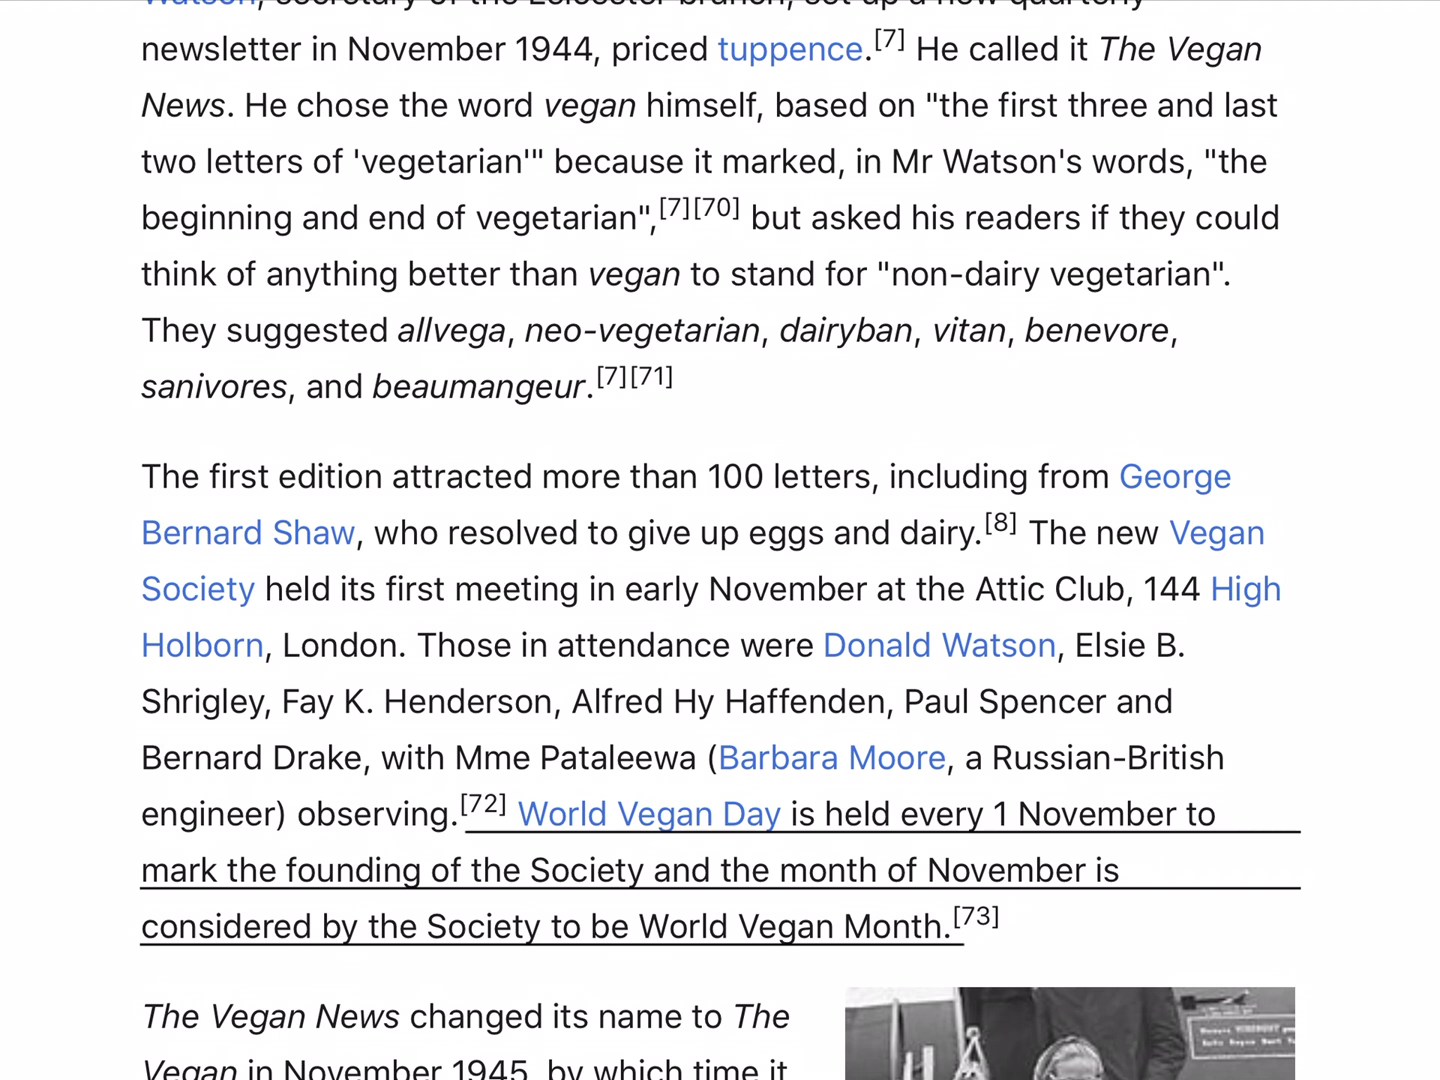 newsletter in November 1944, priced tuppence.[7] He called it The Vegan
News. He chose the word vegan himself, based on "the first three and last
two letters of 'vegetarian'" because it marked, in Mr Watson's words, "the
beginning and end of vegetarian",[7][70] but asked his readers if they could
think of anything better than vegan to stand for "non-dairy vegetarian".
They suggested allvega, neo-vegetarian, dairyban, vitan, benevore,
sanivores, and beaumangeur.[7][71]
The first edition attracted more than 100 letters, including from George
Bernard Shaw, who resolved to give up eggs and dairy.[8] The new Vegan
Society held its first meeting in early November at the Attic Club, 144 High
Holborn, London. Those in attendance were Donald Watson, Elsie B.
Shrigley, Fay K. Henderson, Alfred Hy Haffenden, Paul Spencer and
Bernard Drake, with Mme Pataleewa (Barbara Moore, a Russian-British
engineer) observing.[72] World Vegan Day is held every 1 November to
mark the founding of the Society and the month of November is
considered by the Society to be World Vegan Month.[73]
The Vegan News changed its name to The
Vegan in November 1945, by which time it